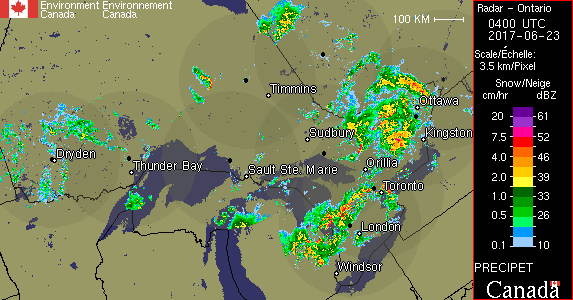 Environment Environnement
Canada Canada
100 KM
Timmins
Ottawa
Sudbury
Kingston
Dryden
Thunder Bay
Sault Ste. Marie
Orillia
Toronto
London
Windsor
Radar - Ontario
0400 UTC
2017-06-23
Scale/Échelle:
3.5 km/Pixel
Snow/Neige
cm/hr dBZ
20 61
7.5 52
4.0 46
2.0 39
1.0 33
0.5 26
0.1 10
PRECIPET
Canada